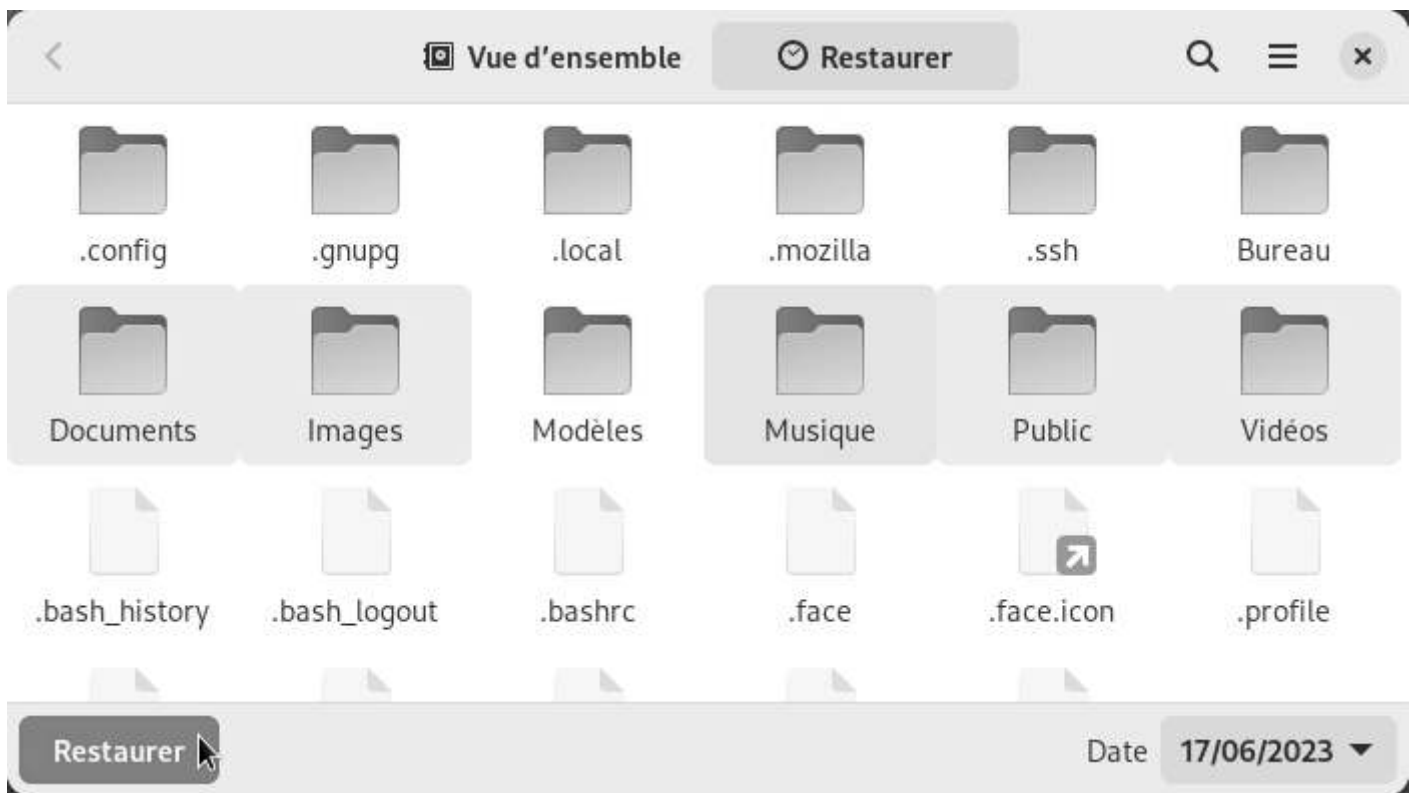 Vue d’ensemble Restaurer
.config .gnupg .local .mozilla .ssh Bureau
Documents Images Modèles Musique Public Vidéos
.bash_history .bash_logout .bashrc .face .face.icon .profile
Restaurer Date 17/06/2023